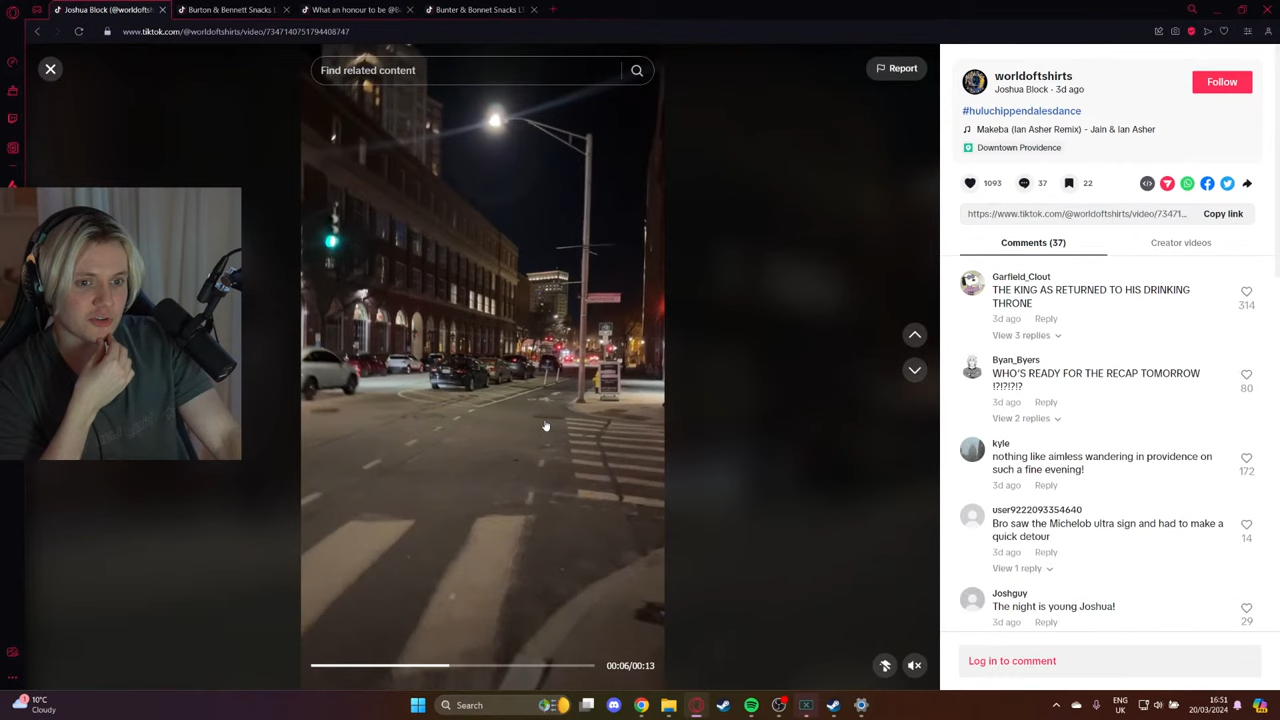 Joshua Block (@worldoftsh
Burton & Bennett Snacks L
What an honour to @B
Bunter & Bonnet Snacks LT
www.tiktok.com/@worldoftshirts/video/7347140751794408747
Find related content
Report
worldoftshirts
Joshua Block · 3d ago
Follow
#huluchippendalesdance
Makeba (Ian Asher Remix) - Jain & Ian Asher
Downtown Providence
1093
37
22
https://www.tiktok.com/@worldoftshirts/video/73471...
Copy link
Comments (37)
Creator videos
Garfield_Clout
THE KING AS RETURNED TO HIS DRINKING
THRONE
314
3d ago
Reply
View 3 replies
Byan_Byers
WHO'S READY FOR THE RECAP TOMORROW
!?!?!?!?
80
3d ago
Reply
View 2 replies
kyle
nothing like aimless wandering in providence on
such a fine evening!
172
3d ago
Reply
user9222093354640
Bro saw the Michelob ultra sign and had to make a
quick detour
14
3d ago
Reply
View 1 reply
Joshguy
The night is young Joshua!
29
3d ago
Reply
00:06/00:13
Log in to comment
10°C
Cloudy
Search
ENG
UK
16:51
20/03/2024